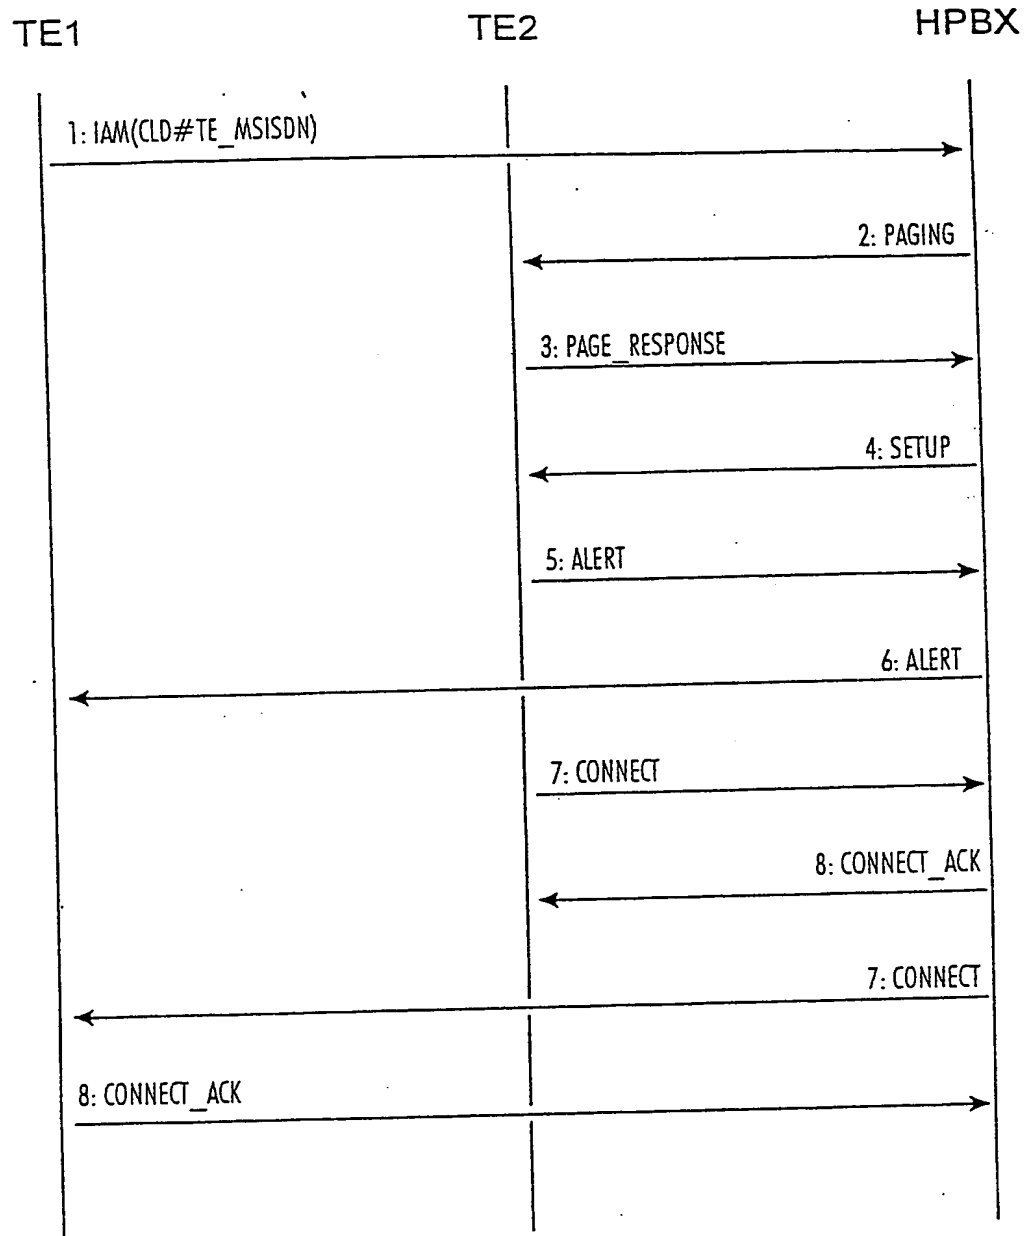 TE1 TE2 HPBX
1: IAM(CLD#TE_MSISDN)
2: PAGING
3: PAGE_RESPONSE
4: SETUP
5: ALERT
6: ALERT
7: CONNECT
8: CONNECT_ACK
7: CONNECT
8: CONNECT_ACK